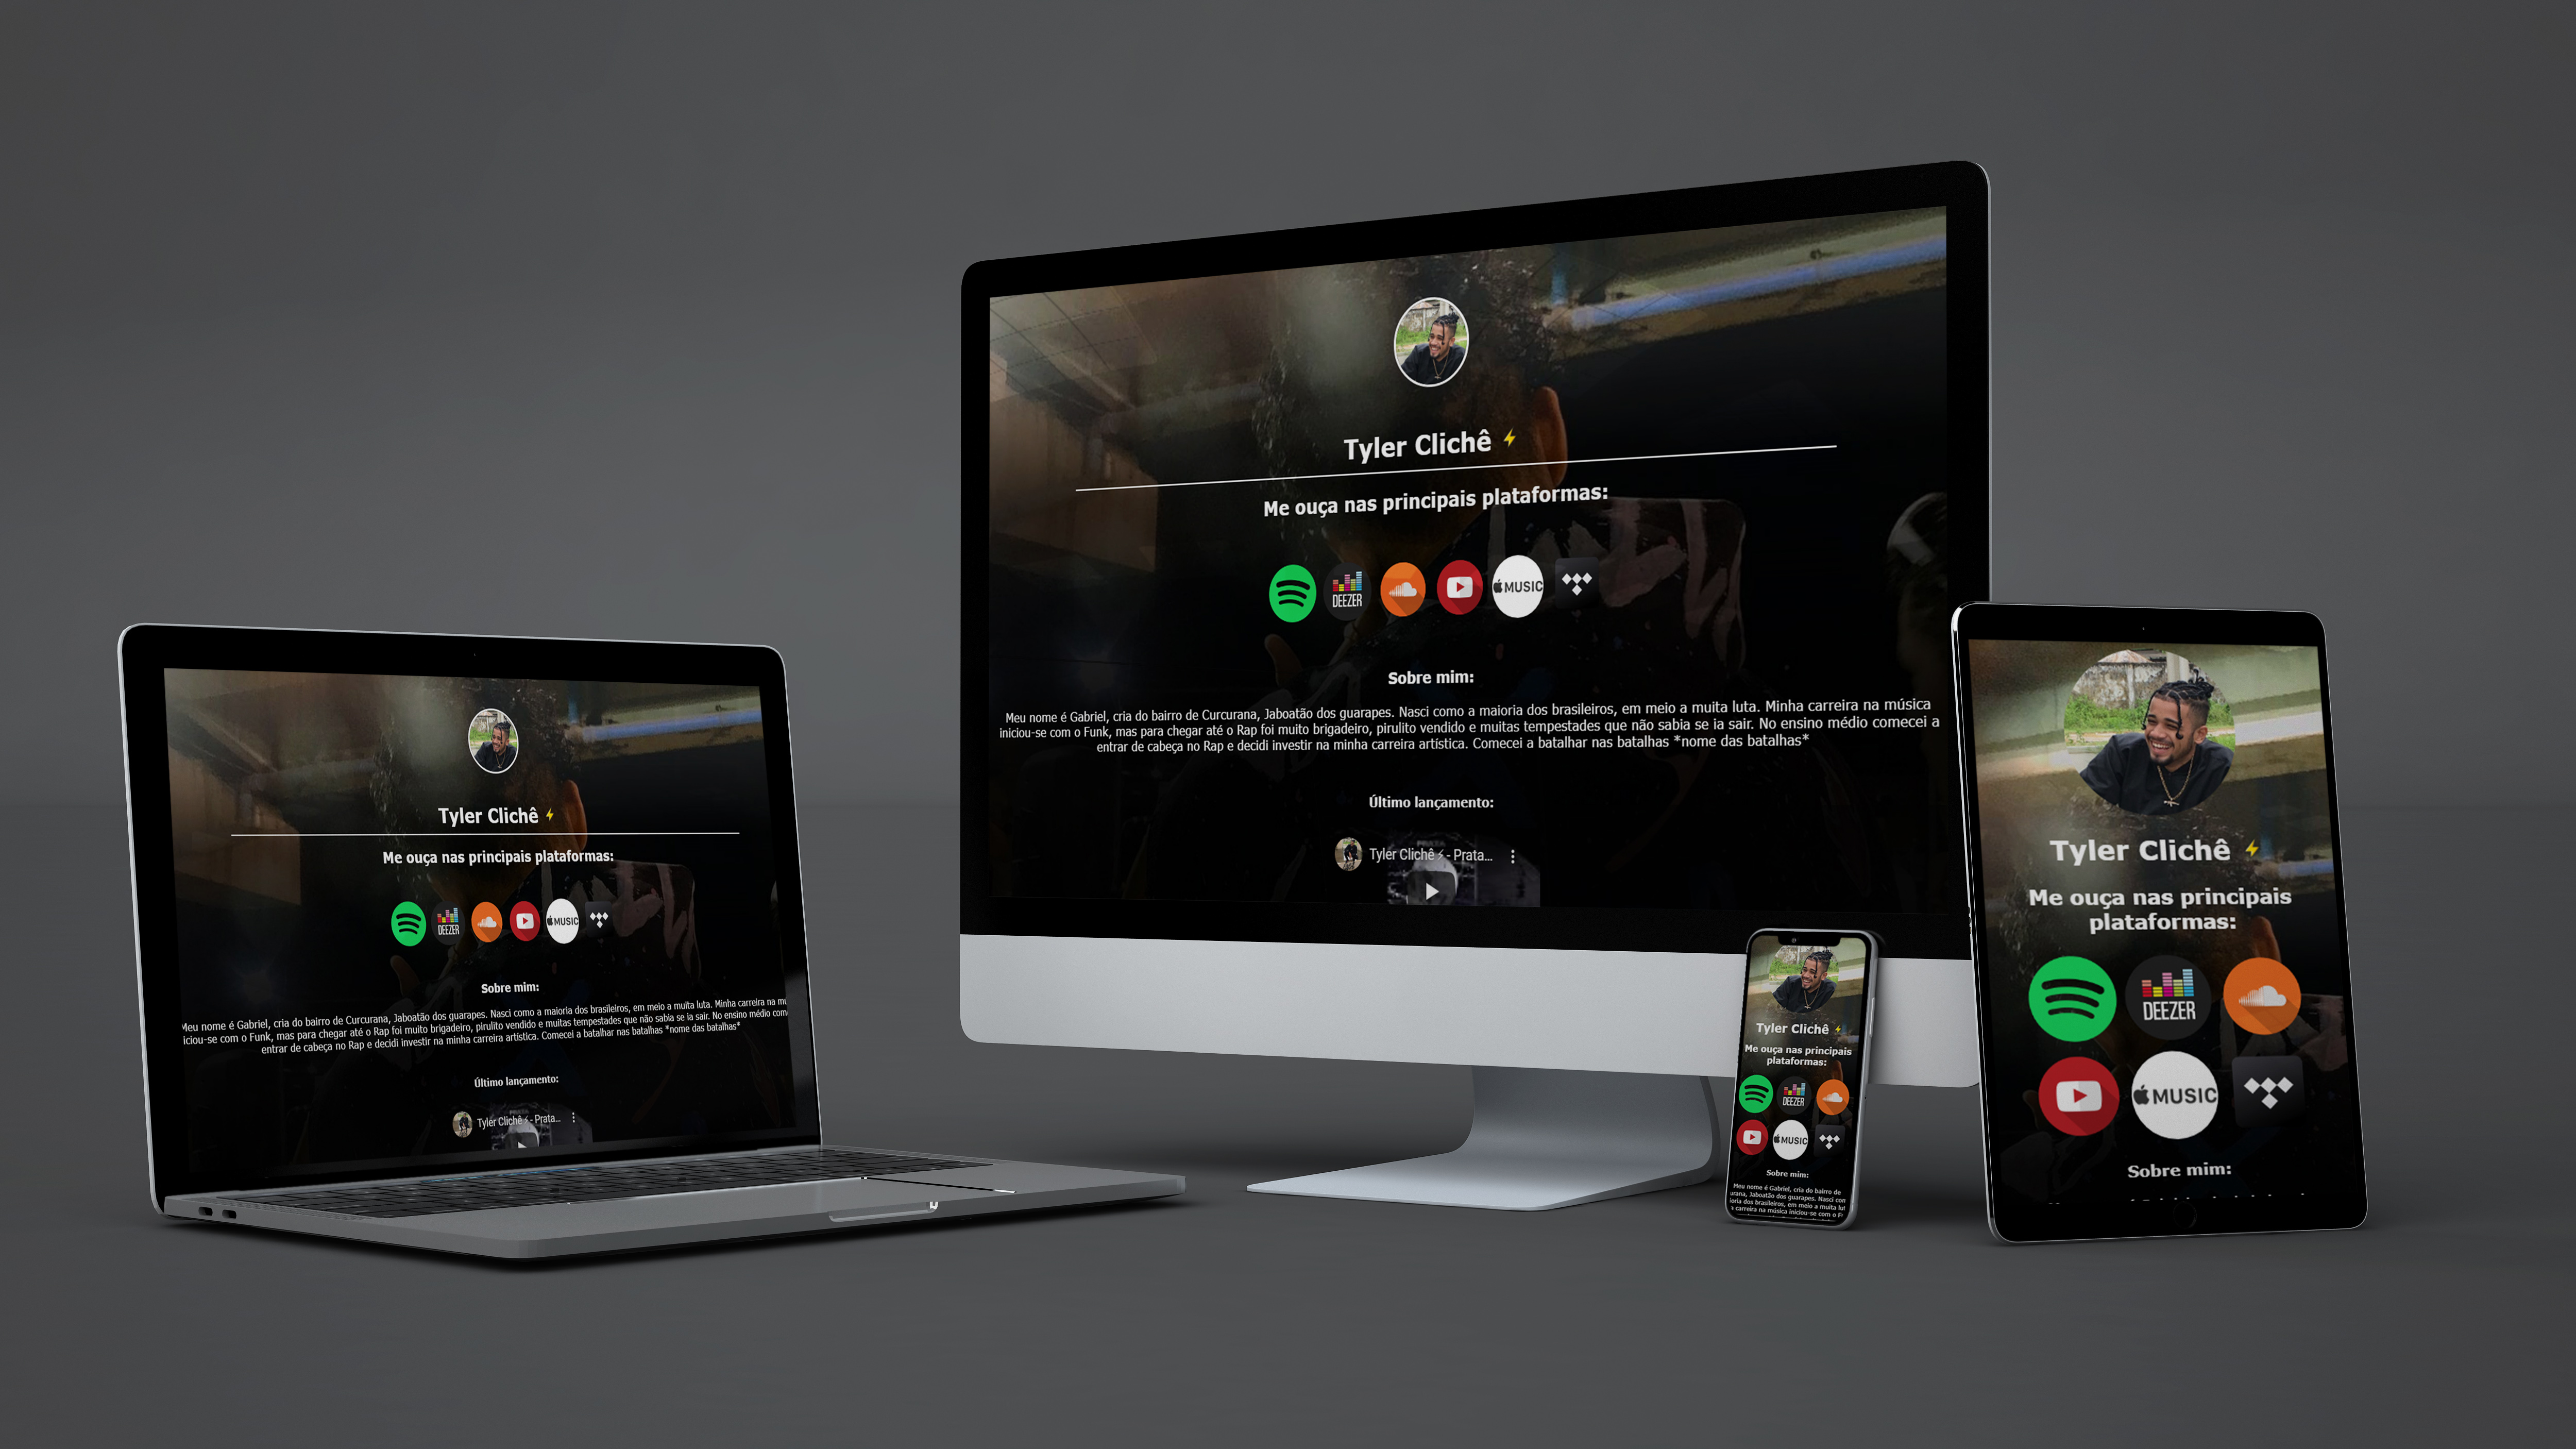 Tyler Clichê ⚡
Me ouça nas principais plataformas:
DEEZER
MUSIC
Sobre mim:
Meu nome é Gabriel, cria do bairro de Curcurana, Jaboatão dos guarapes. Nasci como a maioria dos brasileiros, em meio a muita luta. Minha carreira na mú
iciou-se com o Funk, mas para chegar até o Rap foi muito brigadeiro, pirulito vendido e muitas tempestades que não sabia se ia sair. No ensino médio com
entrar de cabeça no Rap e decidi investir na minha carreira artística. Comecei a batalhar nas batalhas *nome das batalhas*
Último lançamento:
Tyler Clichê ⚡ - Prata...
Tyler Clichê ⚡
Me ouça nas principais plataformas:
DEEZER
MUSIC
Sobre mim:
Meu nome é Gabriel, cria do bairro de Curcurana, Jaboatão dos guarapes. Nasci como a maioria dos brasileiros, em meio a muita luta. Minha carreira na música
iniciou-se com o Funk, mas para chegar até o Rap foi muito brigadeiro, pirulito vendido e muitas tempestades que não sabia se ia sair. No ensino médio comecei a
entrar de cabeça no Rap e decidi investir na minha carreira artística. Comecei a batalhar nas batalhas *nome das batalhas*
Último lançamento:
Tyler Clichê ⚡ - Prata...
PRATA
Tyler Clichê ⚡
Me ouça nas principais
plataformas:
DEEZER
MUSIC
Sobre mim:
Meu nome é Gabriel, cria do bairro de
urana, Jaboatão dos guarapes. Nasci com
ioria dos brasileiros, em meio a muita lut
carreira na música iniciou-se com o F
Tyler Clichê ⚡
Me ouça nas principais
plataformas:
DEEZER
MUSIC
Sobre mim: